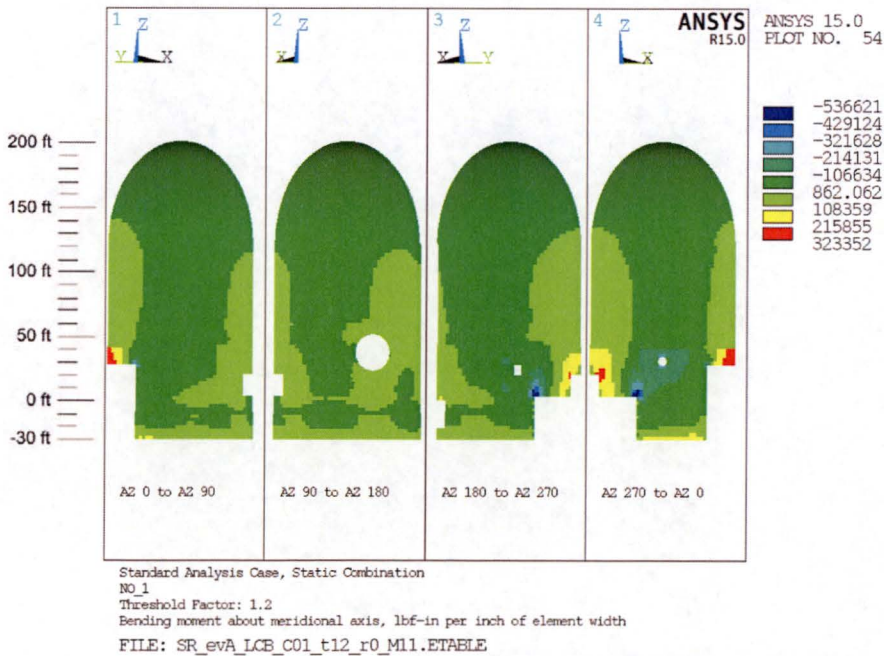 1 2 3 4 ANSYS
R15.0
ANSYS 15.0
PLOT NO. 54
Z Z Z Z
Y X X X Y X
-536621
-429124
-321628
-214131
-106634
862.062
108359
215855
323352
200 ft
150 ft
100 ft
50 ft
0 ft
-30 ft
AZ 0 to AZ 90 AZ 90 to AZ 180 AZ 180 to AZ 270 AZ 270 to AZ 0
Standard Analysis Case, Static Combination
NO_1
Threshold Factor: 1.2
Bending moment about meridional axis, lbf-in per inch of element width
FILE: SR_evA_LCB_C01_t12_r0_M11.ETABLE